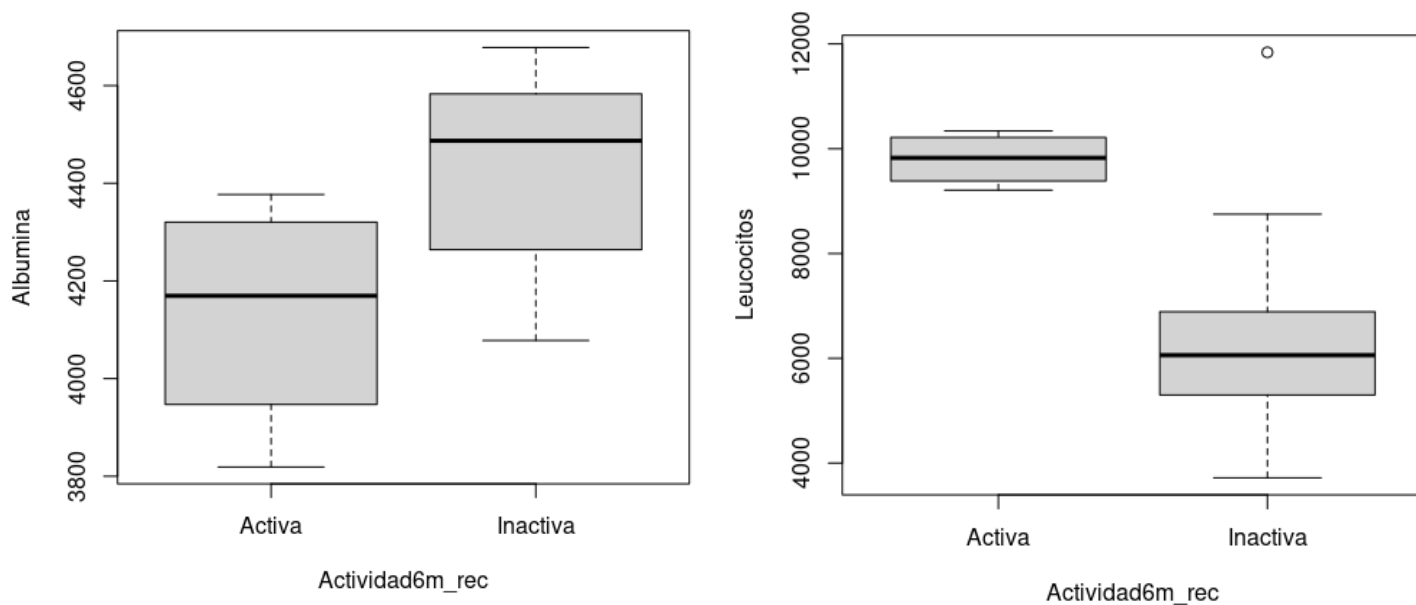 Albumina
4600
4400
4200
4000
3800
Activa Inactiva
Actividad6m_rec
Leucocitos
12000
10000
8000
6000
4000
Activa Inactiva
Actividad6m_rec